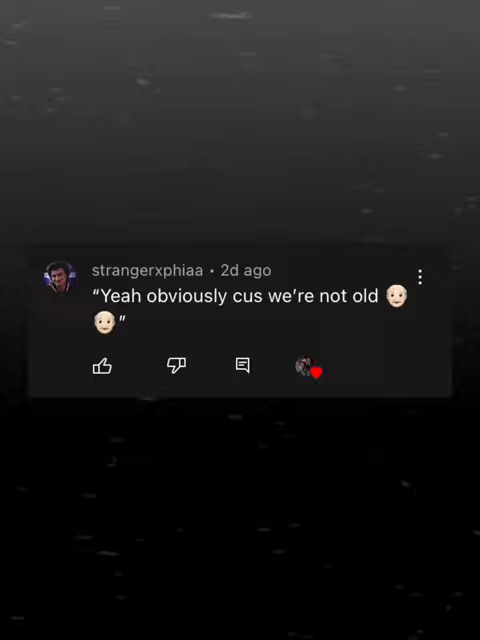 strangerxphiaa • 2d ago
“Yeah obviously cus we’re not old 👴🏻
👴🏻”